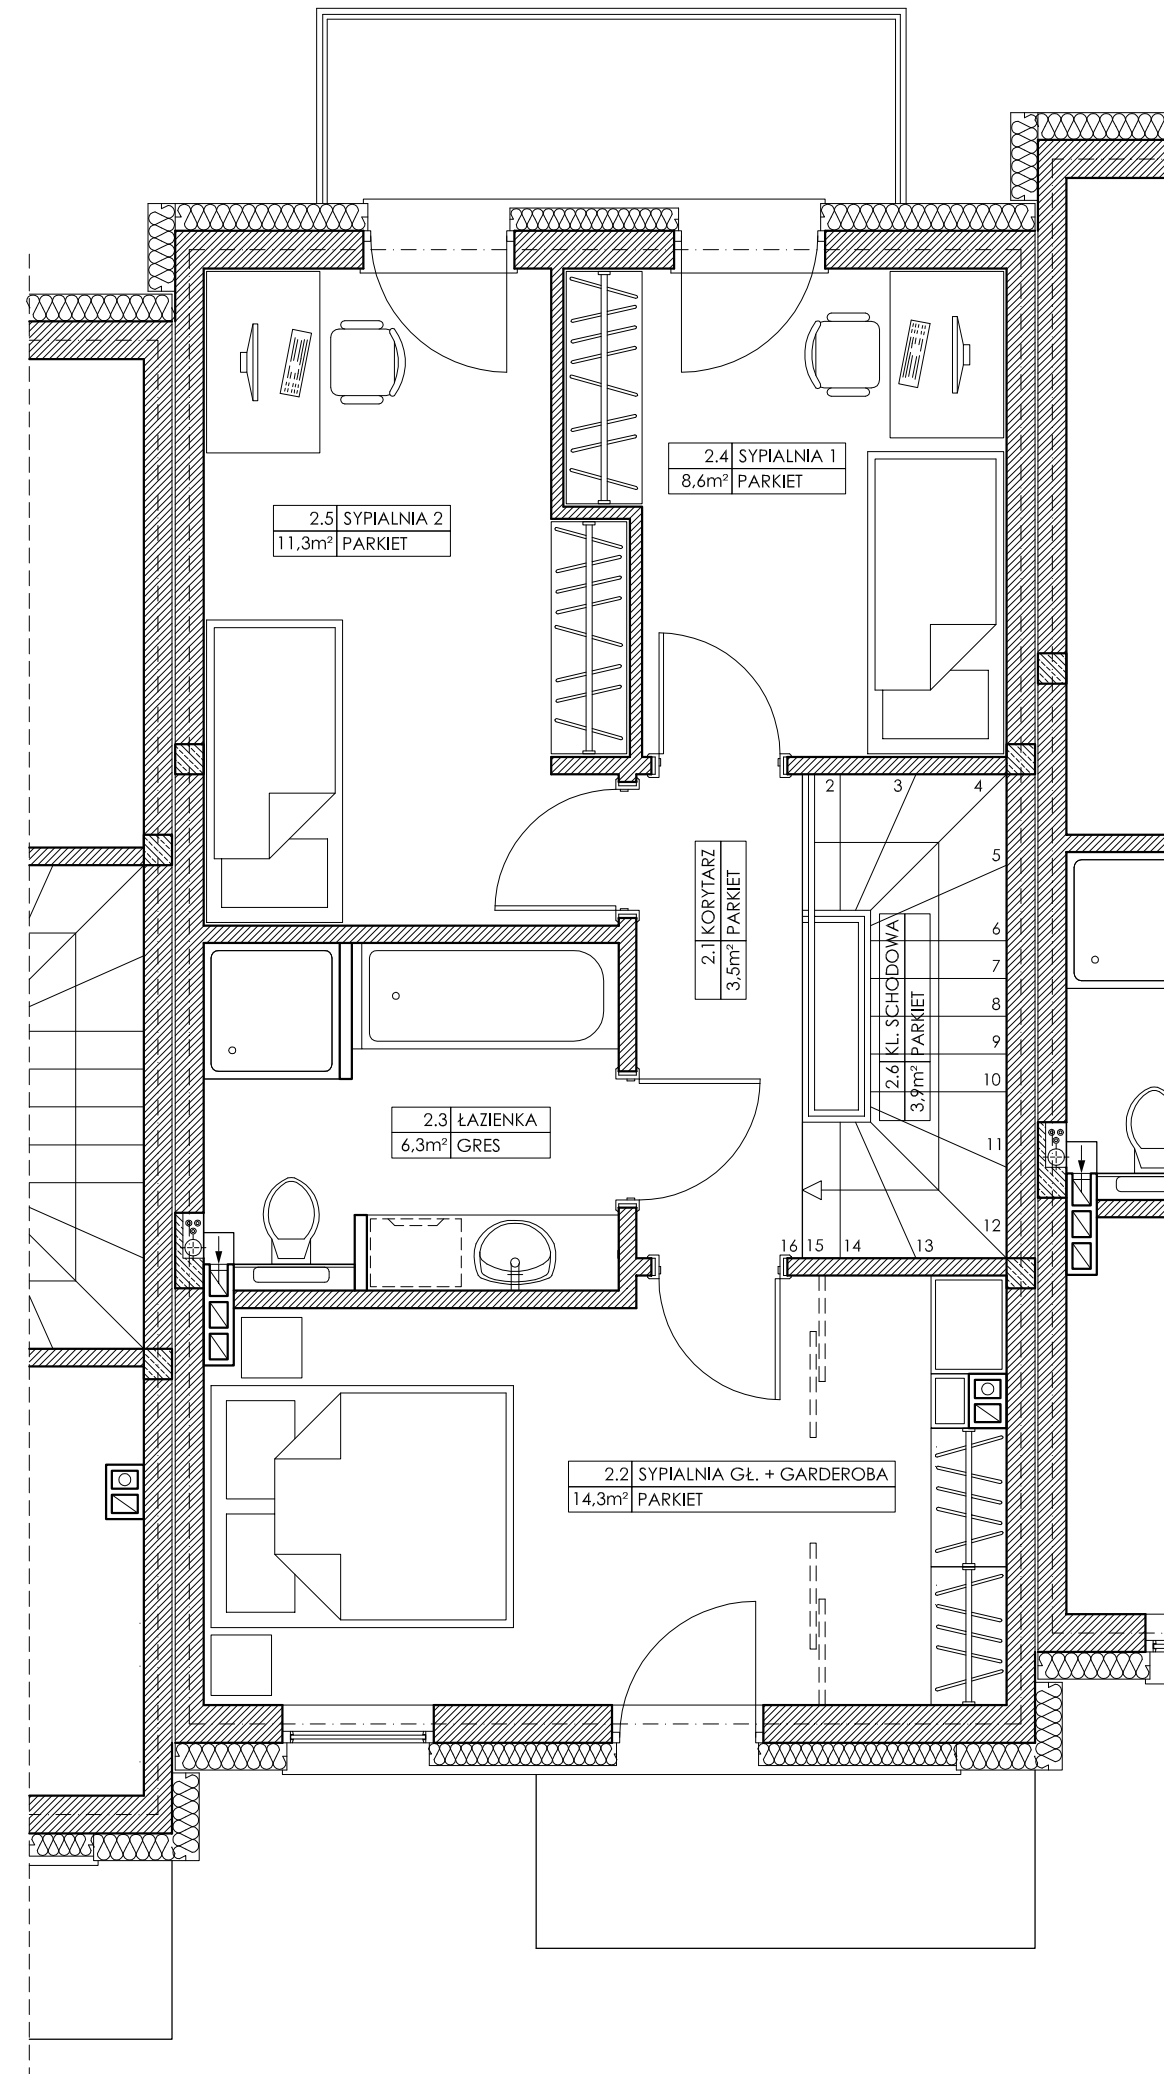 2.4 SYPIALNIA 1
8,6m² PARKIET
2.5 SYPIALNIA 2
11,3m² PARKIET
2
3
4
5
6
7
8
9
10
11
12
13
14
15
16
2.1 KORYTARZ
3,5m² PARKIET
2.6 KL. SCHODOWA
3,9m² PARKIET
2.3 ŁAZIENKA
6,3m² GRES
2.2 SYPIALNIA GŁ. + GARDEROBA
14,3m² PARKIET